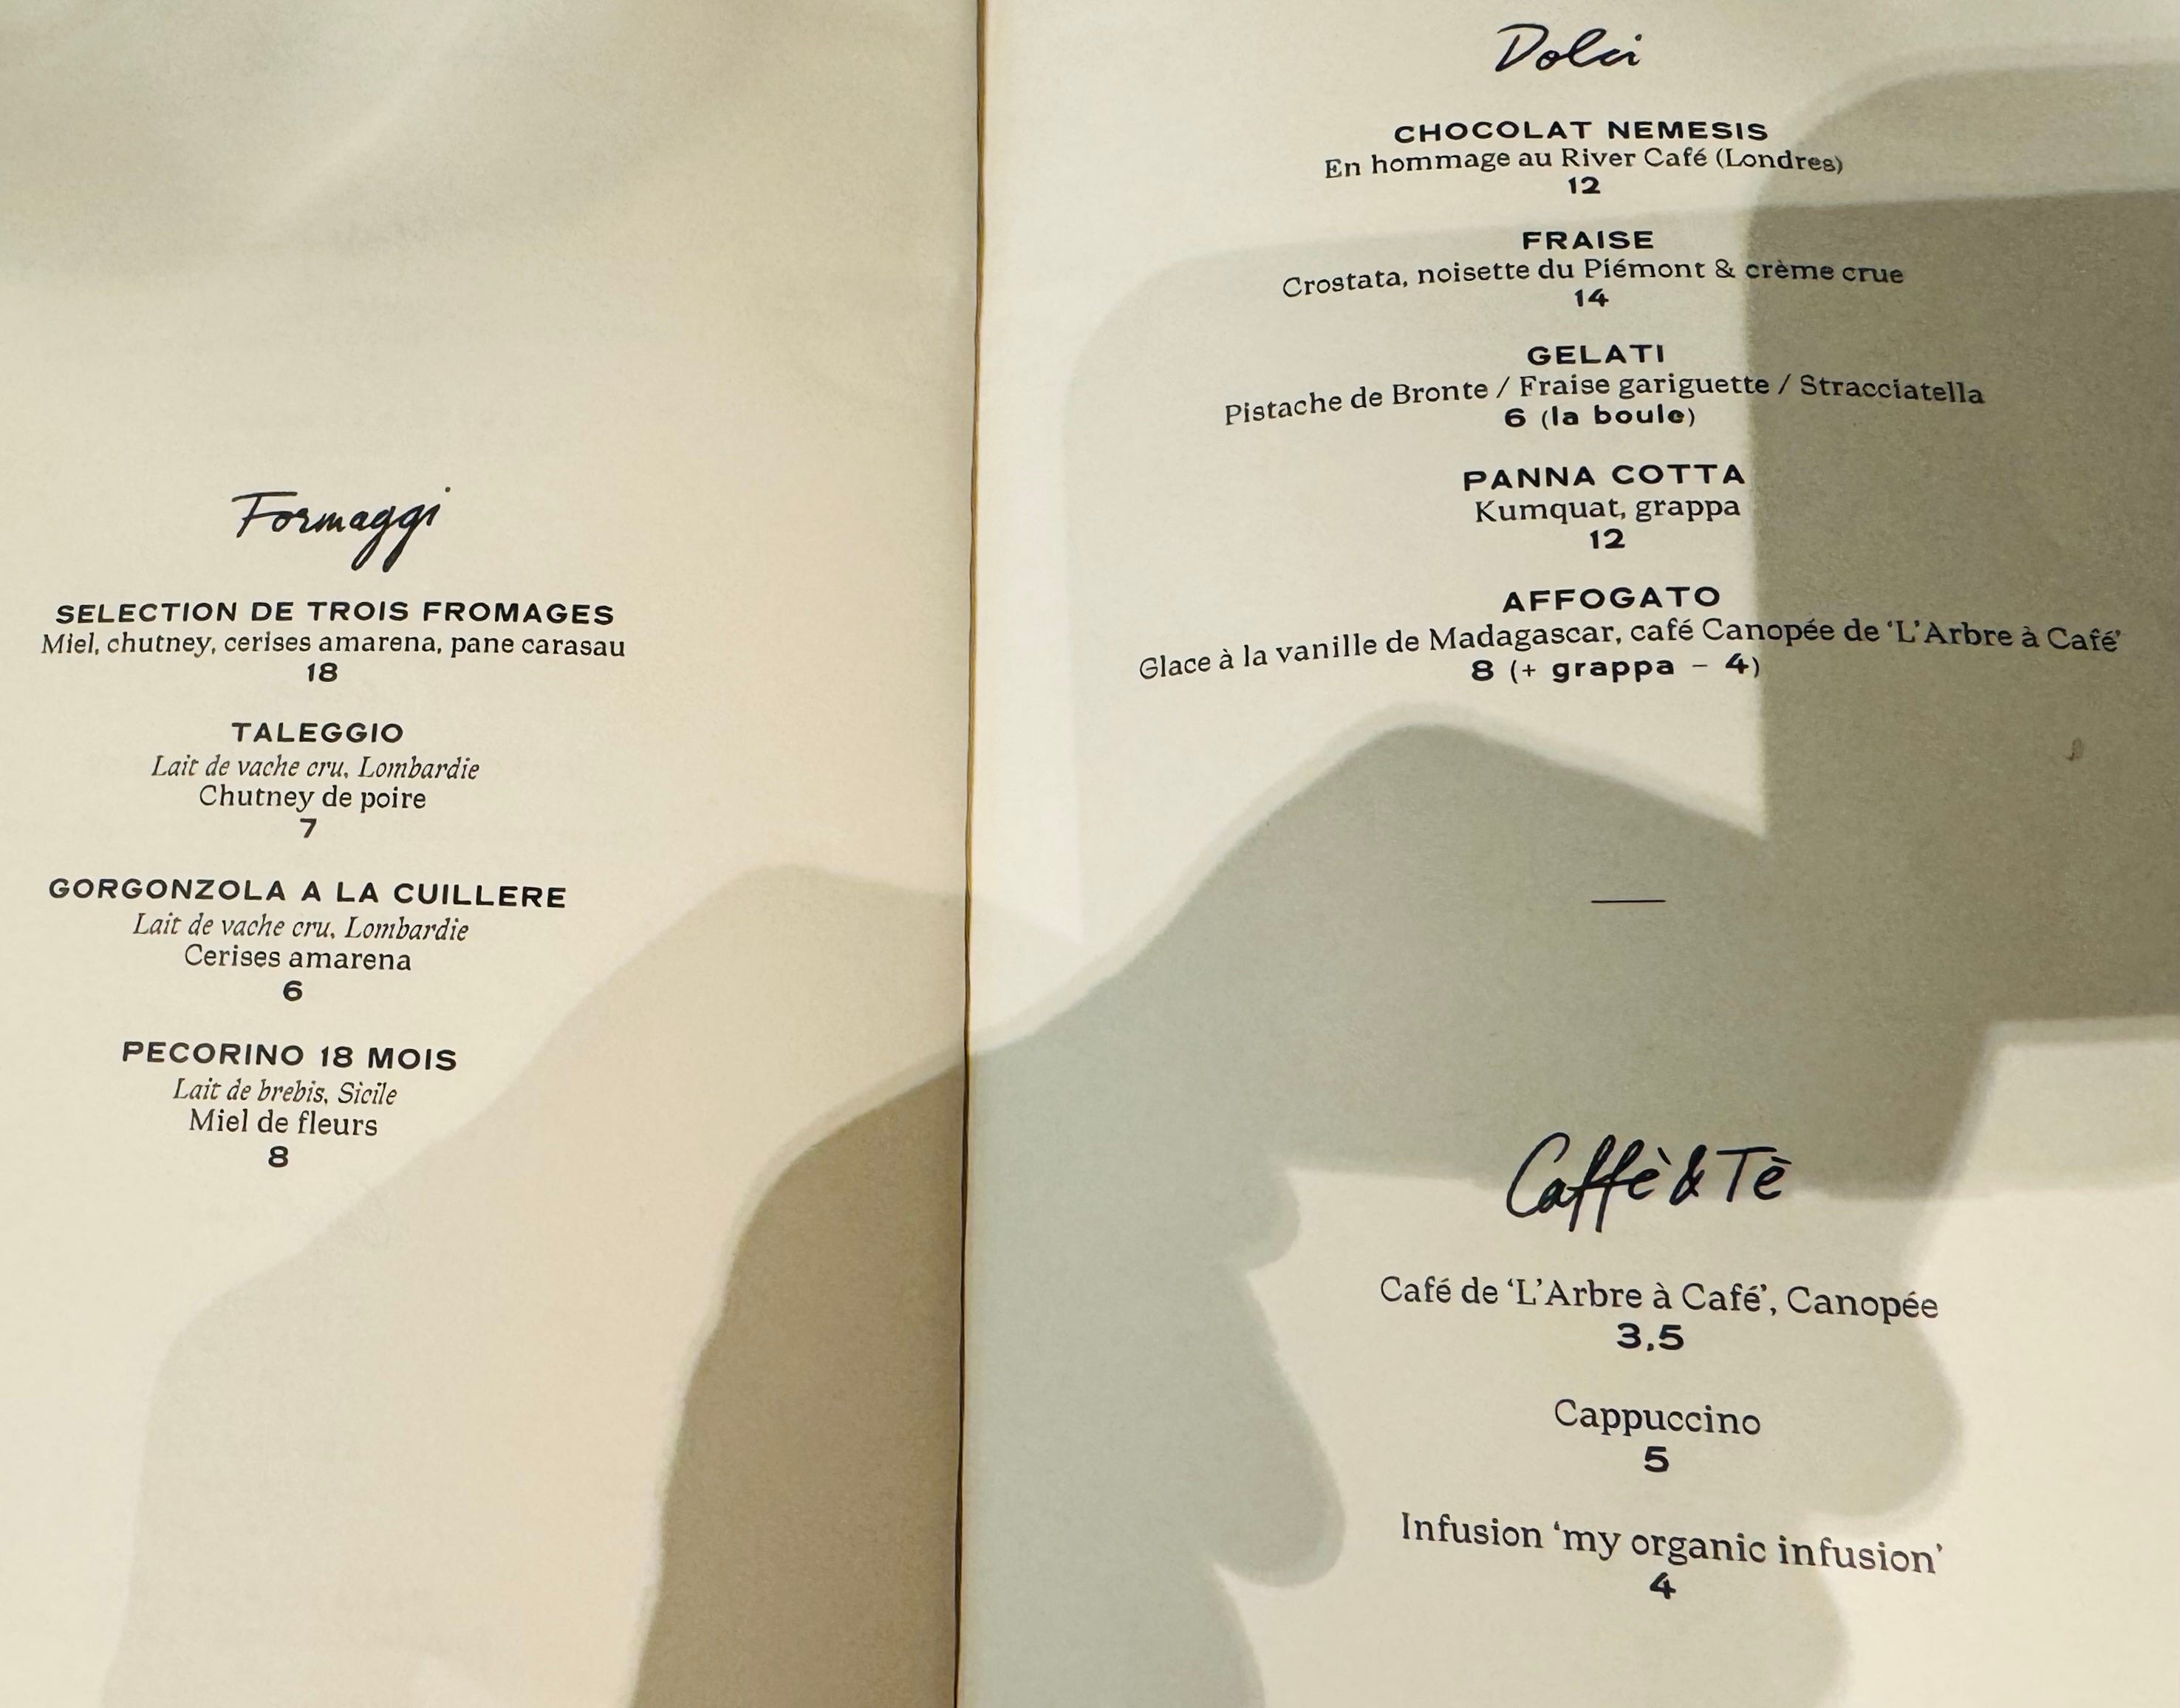 Formaggi
SELECTION DE TROIS FROMAGES
Miel, chutney, cerises amarena, pane carasau
18
TALEGGIO
Lait de vache cru, Lombardie
Chutney de poire
7
GORGONZOLA A LA CUILLERE
Lait de vache cru, Lombardie
Cerises amarena
6
PECORINO 18 MOIS
Lait de brebis, Sicile
Miel de fleurs
8
Dolci
CHOCOLAT NEMESIS
En hommage au River Café (Londres)
12
FRAISE
Crostata, noisette du Piémont & crème crue
14
GELATI
Pistache de Bronte / Fraise gariguette / Stracciatella
6 (la boule)
PANNA COTTA
Kumquat, grappa
12
AFFOGATO
Glace à la vanille de Madagascar, café Canopée de ‘L’Arbre à Café’
8 (+ grappa – 4)
Caffè & Tè
Café de ‘L’Arbre à Café’, Canopée
3,5
Cappuccino
5
Infusion ‘my organic infusion’
4